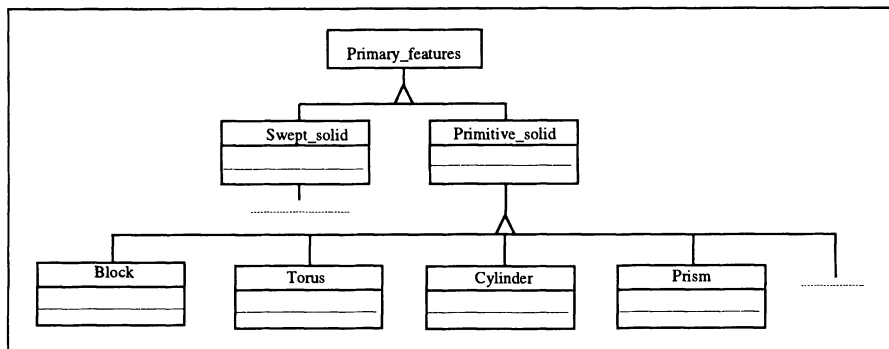 Primary_features
Swept_solid
Primitive_solid
Block
Torus
Cylinder
Prism